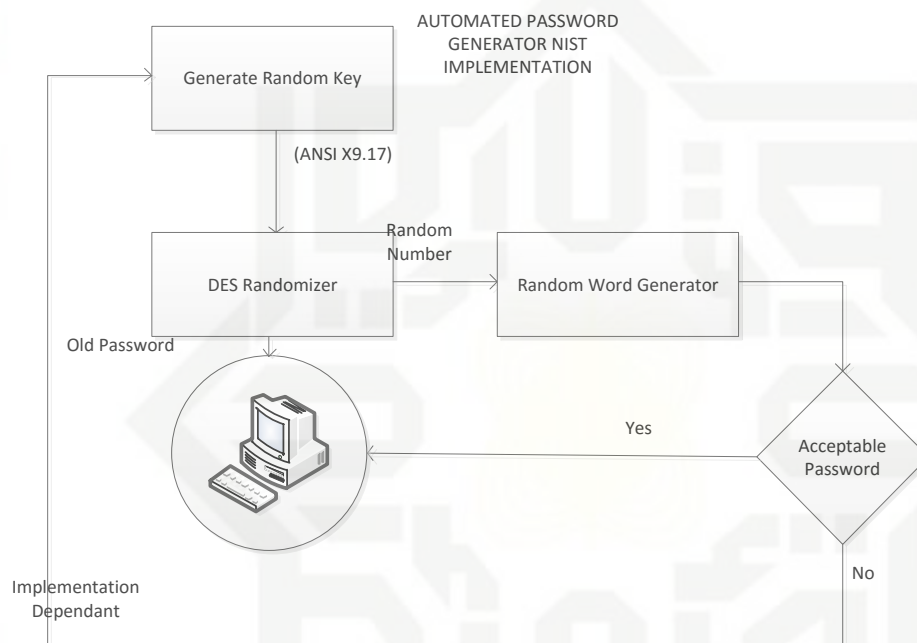 AUTOMATED PASSWORD
GENERATOR NIST
IMPLEMENTATION
Generate Random Key
(ANSI X9.17)
Random
Number
DES Randomizer
Random Word Generator
Old Password
Yes
Acceptable
Password
No
Implementation
Dependant